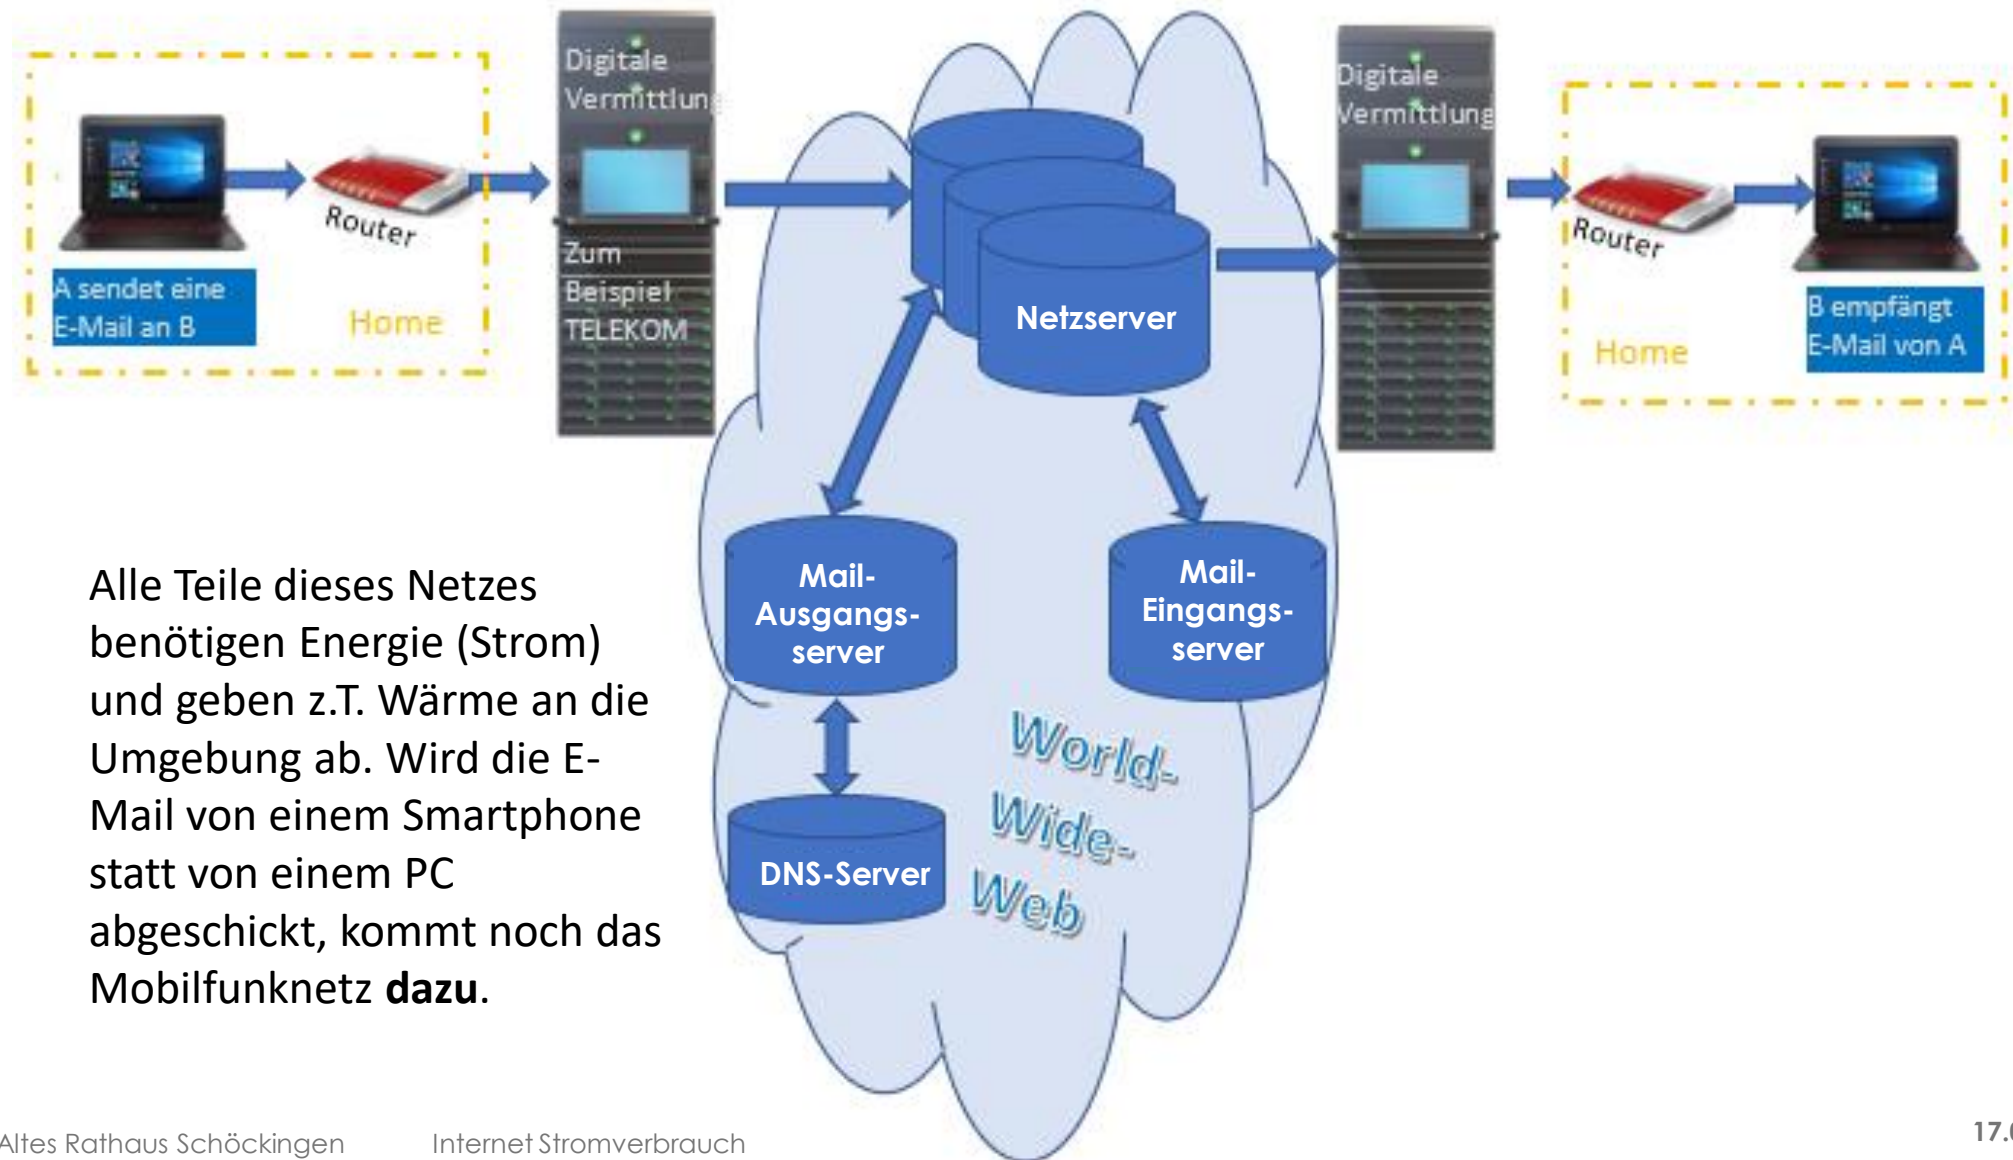 Digitale
Vermittlung
Zum
Beispiel
TELEKOM
Router
A sendet eine
E-Mail an B
Home
Netzserver
Digitale
Vermittlung
Router
Home
B empfängt
E-Mail von A
Mail-
Ausgangs-
server
Mail-
Eingangs-
server
DNS-Server
World-
Wide-
Web
Alle Teile dieses Netzes
benötigen Energie (Strom)
und geben z.T. Wärme an die
Umgebung ab. Wird die E-
Mail von einem Smartphone
statt von einem PC
abgeschickt, kommt noch das
Mobilfunknetz dazu.
Altes Rathaus Schöckingen
Internet Stromverbrauch